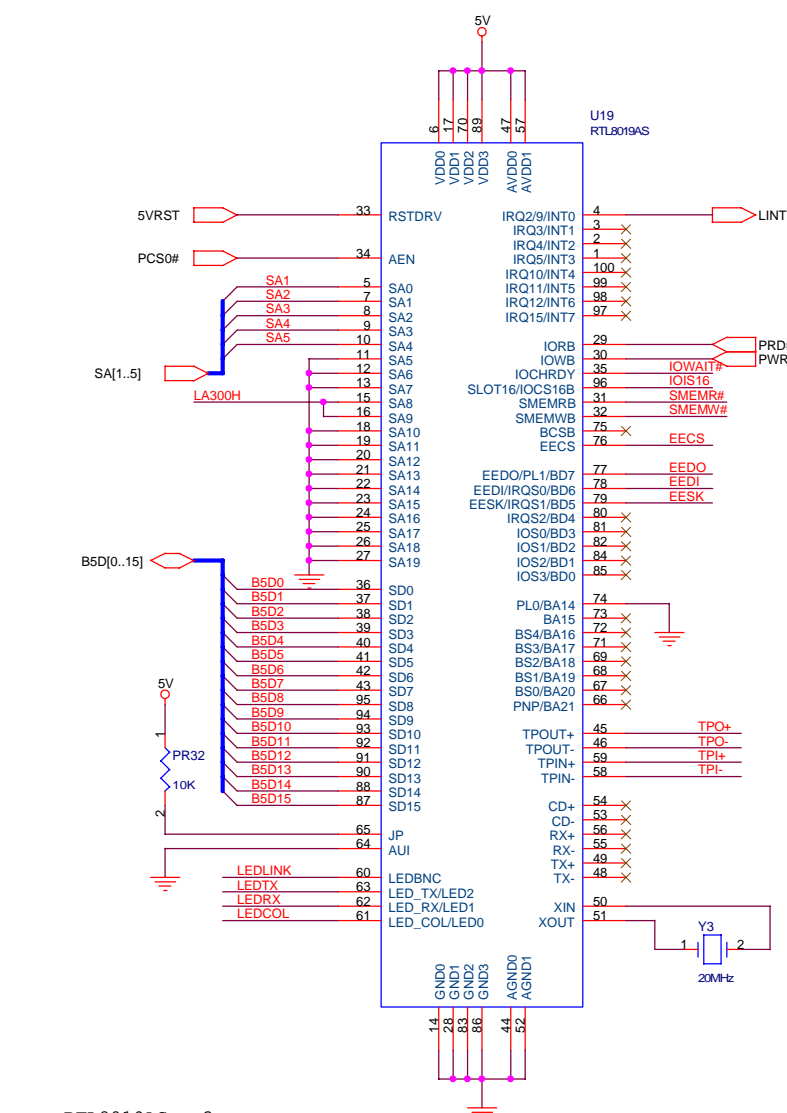 5V
U19
RTL8019AS
6 17 70 89 47 57
VDD0 VDD1 VDD2 VDD3 AVDD0 AVDD1
5VRST 33 RSTDRV
PCS0# 34 AEN
SA1 5 SA0
SA2 7 SA1
SA3 8 SA2
SA4 9 SA3
SA5 10 SA4
SA[1..5]
11 SA5
12 SA6
13 SA7
LA300H 15 SA8
16 SA9
18 SA10
19 SA11
20 SA12
21 SA13
22 SA14
23 SA15
24 SA16
25 SA17
26 SA18
27 SA19
B5D[0..15]
B5D0 36 SD0
B5D1 37 SD1
B5D2 38 SD2
B5D3 39 SD3
B5D4 40 SD4
B5D5 41 SD5
B5D6 42 SD6
B5D7 43 SD7
B5D8 95 SD8
B5D9 94 SD9
B5D10 93 SD10
B5D11 92 SD11
B5D12 91 SD12
B5D13 90 SD13
B5D14 88 SD14
B5D15 87 SD15
5V
1
PR32
10K
2
65 JP
64 AUI
LEDLINK 60 LEDBNC
LEDTX 63 LED_TX/LED2
LEDRX 62 LED_RX/LED1
LEDCOL 61 LED_COL/LED0
IRQ2/9/INT0 4 LINT
IRQ3/INT1 3
IRQ4/INT2 2
IRQ5/INT3 1
IRQ10/INT4 100
IRQ11/INT5 99
IRQ12/INT6 98
IRQ15/INT7 97
IORB 29
IOWB 30 PWR
IOCHRDY 35 IOWAIT#
SLOT16/IOCS16B 96 IOIS16
SMEMRB 31 SMEMR#
SMEMWB 32 SMEMW#
BCSB 75
EECS 76 EECS
EEDO/PL1/BD7 77 EEDO
EEDI/IRQS0/BD6 78 EEDI
EESK/IRQS1/BD5 79 EESK
IRQS2/BD4 80
IOS0/BD3 81
IOS1/BD2 82
IOS2/BD1 84
IOS3/BD0 85
PL0/BA14 74
BA15 73
BS4/BA16 72
BS3/BA17 71
BS2/BA18 69
BS1/BA19 68
BS0/BA20 67
PNP/BA21 66
TPOUT+ 45 TPO+
TPOUT- 46 TPO-
TPIN+ 59 TPI+
TPIN- 58 TPI-
CD+ 54
CD- 53
RX+ 56
RX- 55
TX+ 49
TX- 48
XIN 50
XOUT 51
Y3
1 2
20MHz
GND0 GND1 GND2 GND3 AGND0 AGND1
14 28 83 86 44 52